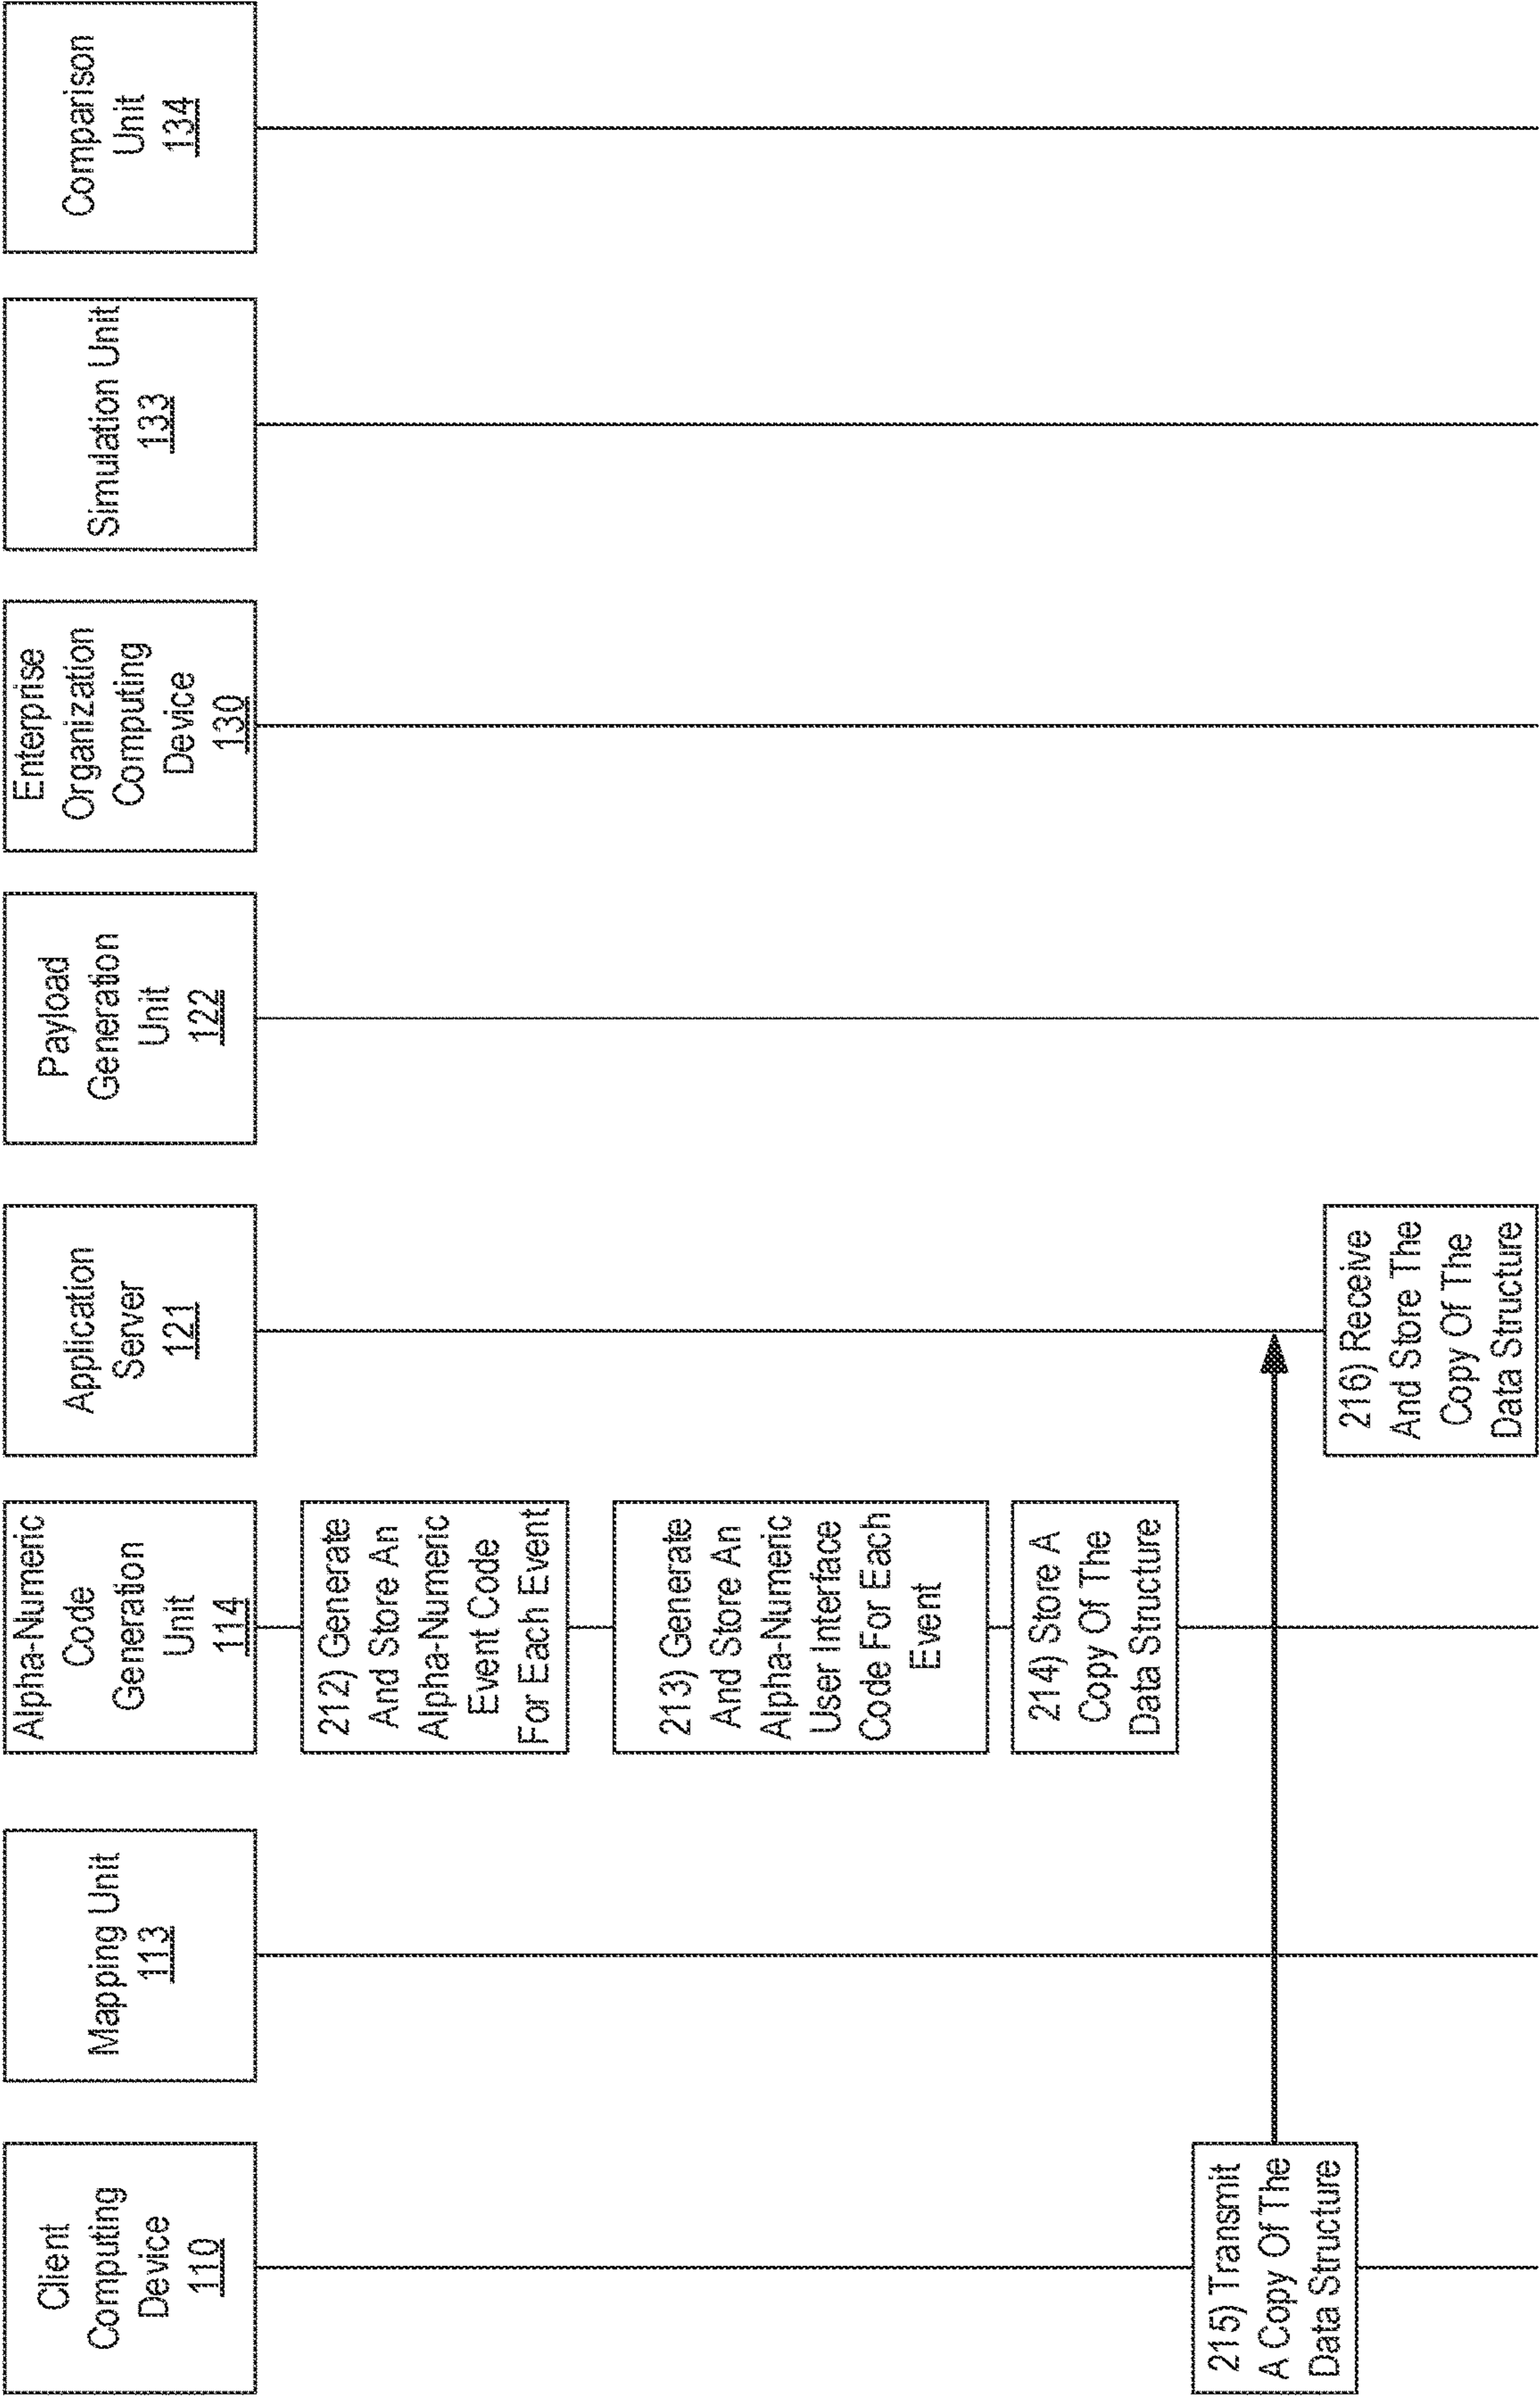 Client
Computing
Device
110
Mapping Unit
113
Alpha-Numeric
Code
Generation
Unit
114
Application
Server
121
Payload
Generation
Unit
122
Enterprise
Organization
Computing
Device
130
Simulation Unit
133
Comparison
Unit
134
212) Generate
And Store An
Alpha-Numeric
Event Code
For Each Event
213) Generate
And Store An
Alpha-Numeric
User Interface
Code For Each
Event
214) Store A
Copy Of The
Data Structure
215) Transmit
A Copy Of The
Data Structure
216) Receive
And Store The
Copy Of The
Data Structure